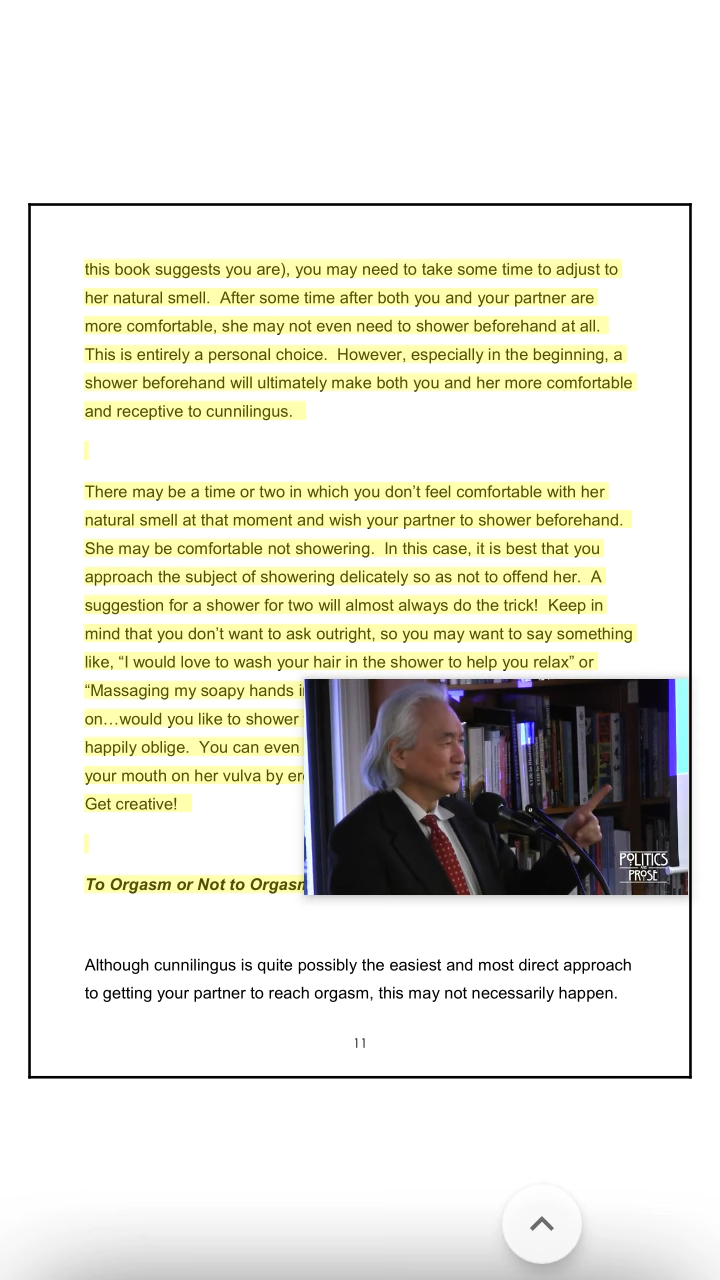 this book suggests you are), you may need to take some time to adjust to
her natural smell.  After some time after both you and your partner are
more comfortable, she may not even need to shower beforehand at all.
This is entirely a personal choice.  However, especially in the beginning, a
shower beforehand will ultimately make both you and her more comfortable
and receptive to cunnilingus.
There may be a time or two in which you don’t feel comfortable with her
natural smell at that moment and wish your partner to shower beforehand.
She may be comfortable not showering.  In this case, it is best that you
approach the subject of showering delicately so as not to offend her.  A
suggestion for a shower for two will almost always do the trick!  Keep in
mind that you don’t want to ask outright, so you may want to say something
like, “I would love to wash your hair in the shower to help you relax” or
“Massaging my soapy hands
on…would you like to shower
happily oblige.  You can even
your mouth on her vulva by
Get creative!
To Orgasm or Not to Orgasm
POLITICS
AND
PROSE
Although cunnilingus is quite possibly the easiest and most direct approach
to getting your partner to reach orgasm, this may not necessarily happen.
11